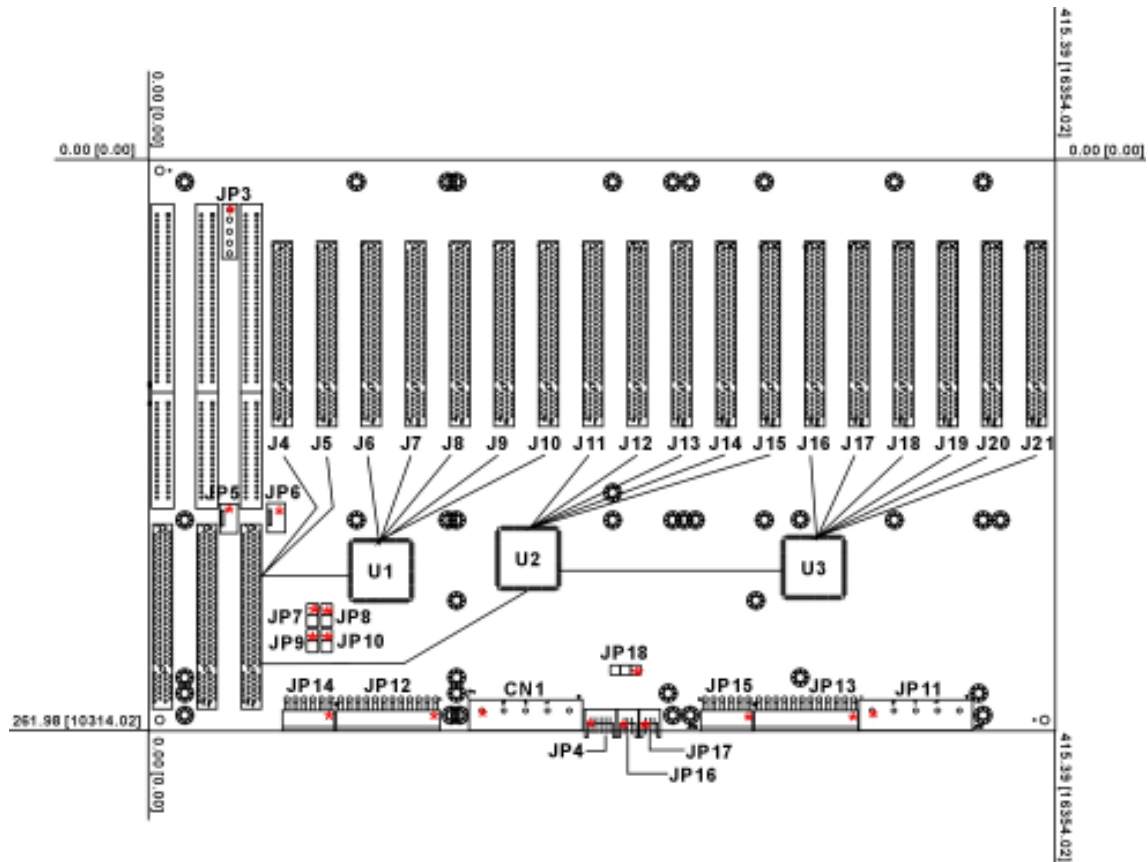 415.39 [16354.02]
0.00 [0.00]
0.00 [0.00]
0.00 [0.00]
JP3
J4 J5 J6 J7 J8 J9 J10 J11 J12 J13 J14 J15 J16 J17 J18 J19 J20 J21
JP5 JP6
U1 U2 U3
JP7 JP8
JP9 JP10
JP18
JP14 JP12 CN1 JP15 JP13 JP11
261.98 [10314.02]
JP4 JP17
JP16
0.00 [0.00]
415.39 [16354.02]